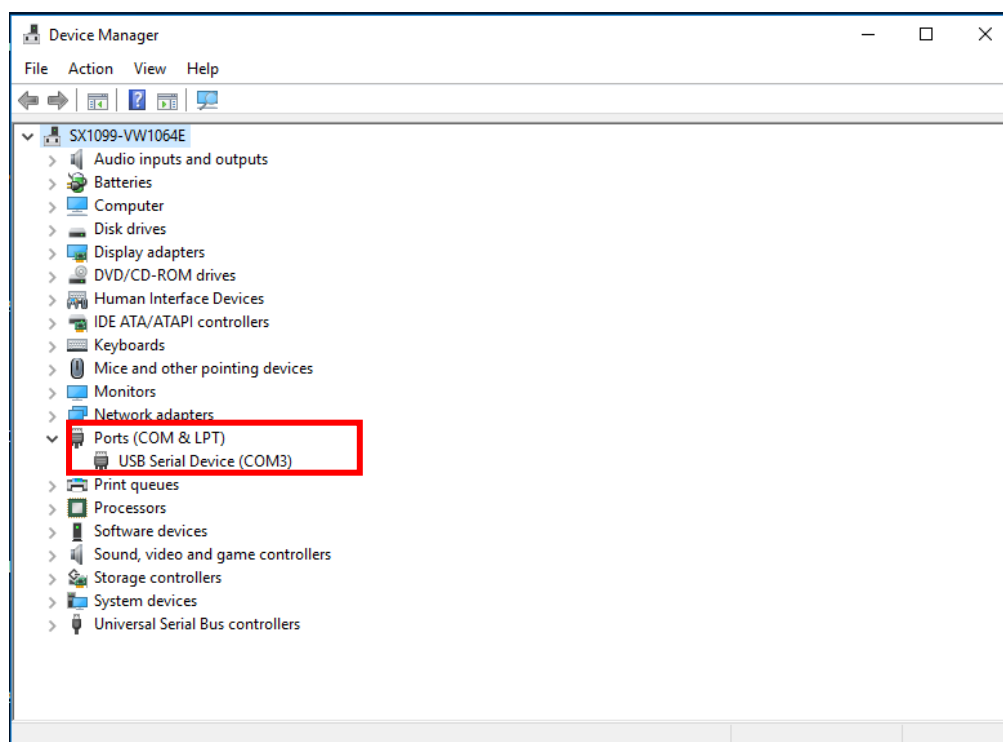 Device Manager
File Action View Help
SX1099-VW1064E
Audio inputs and outputs
Batteries
Computer
Disk drives
Display adapters
DVD/CD-ROM drives
Human Interface Devices
IDE ATA/ATAPI controllers
Keyboards
Mice and other pointing devices
Monitors
Network adapters
Ports (COM & LPT)
USB Serial Device (COM3)
Print queues
Processors
Software devices
Sound, video and game controllers
Storage controllers
System devices
Universal Serial Bus controllers